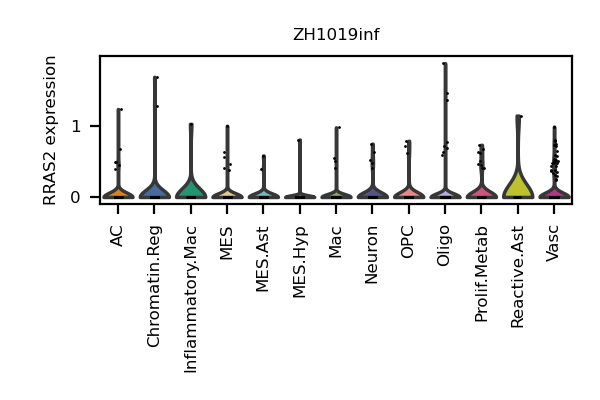 ZH1019inf
RRAS2 expression
1
0
AC
Chromatin.Reg
Inflammatory.Mac
MES
MES.Ast
MES.Hyp
Mac
Neuron
OPC
Oligo
Prolif.Metab
Reactive.Ast
Vasc